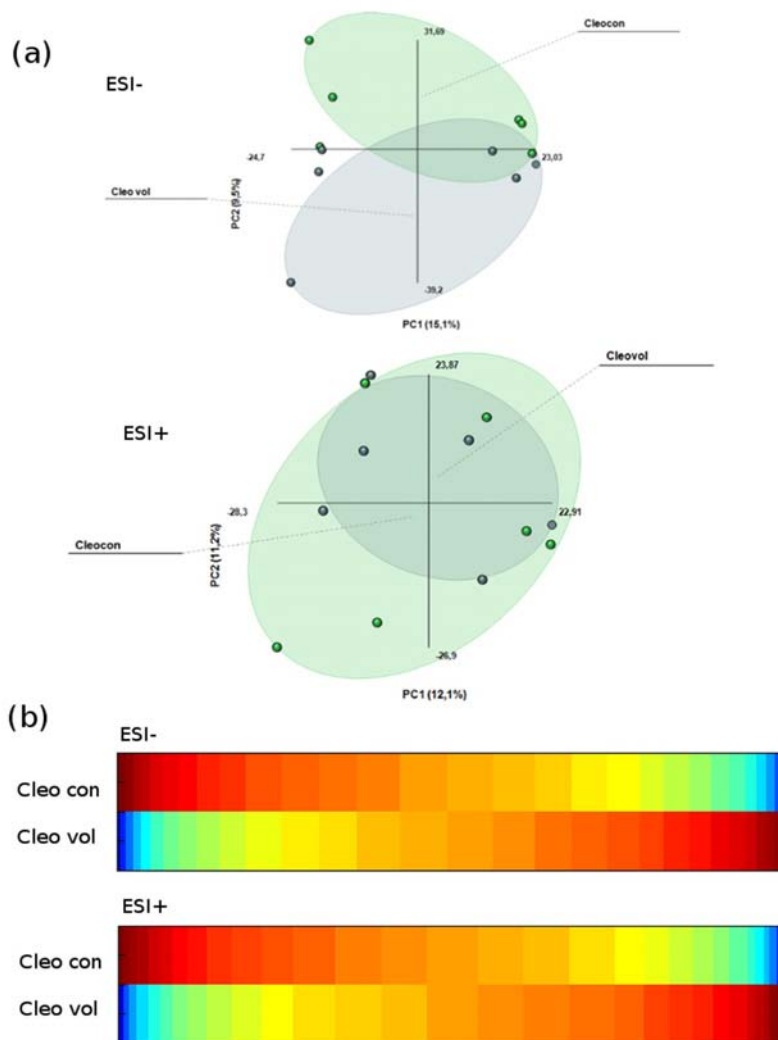 (a)
ESI-
Cleocon
31,69
-24,7
23,03
Cleo vol
PC2 (9,5%)
-39,2
PC1 (15,1%)
ESI+
Cleovol
23,87
-28,3
22,91
Cleocon
PC2 (11,2%)
-26,9
PC1 (12,1%)
(b)
ESI-
Cleo con
Cleo vol
ESI+
Cleo con
Cleo vol